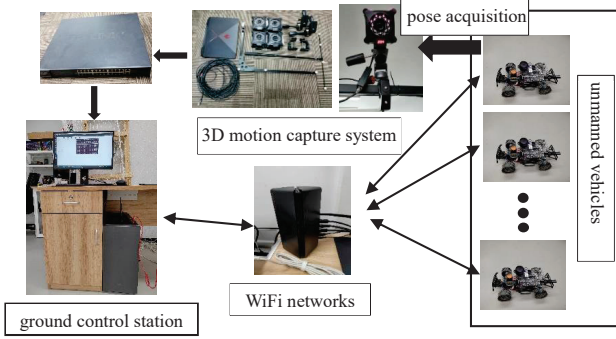 pose acquisition
3D motion capture system
unmanned vehicles
WiFi networks
ground control station